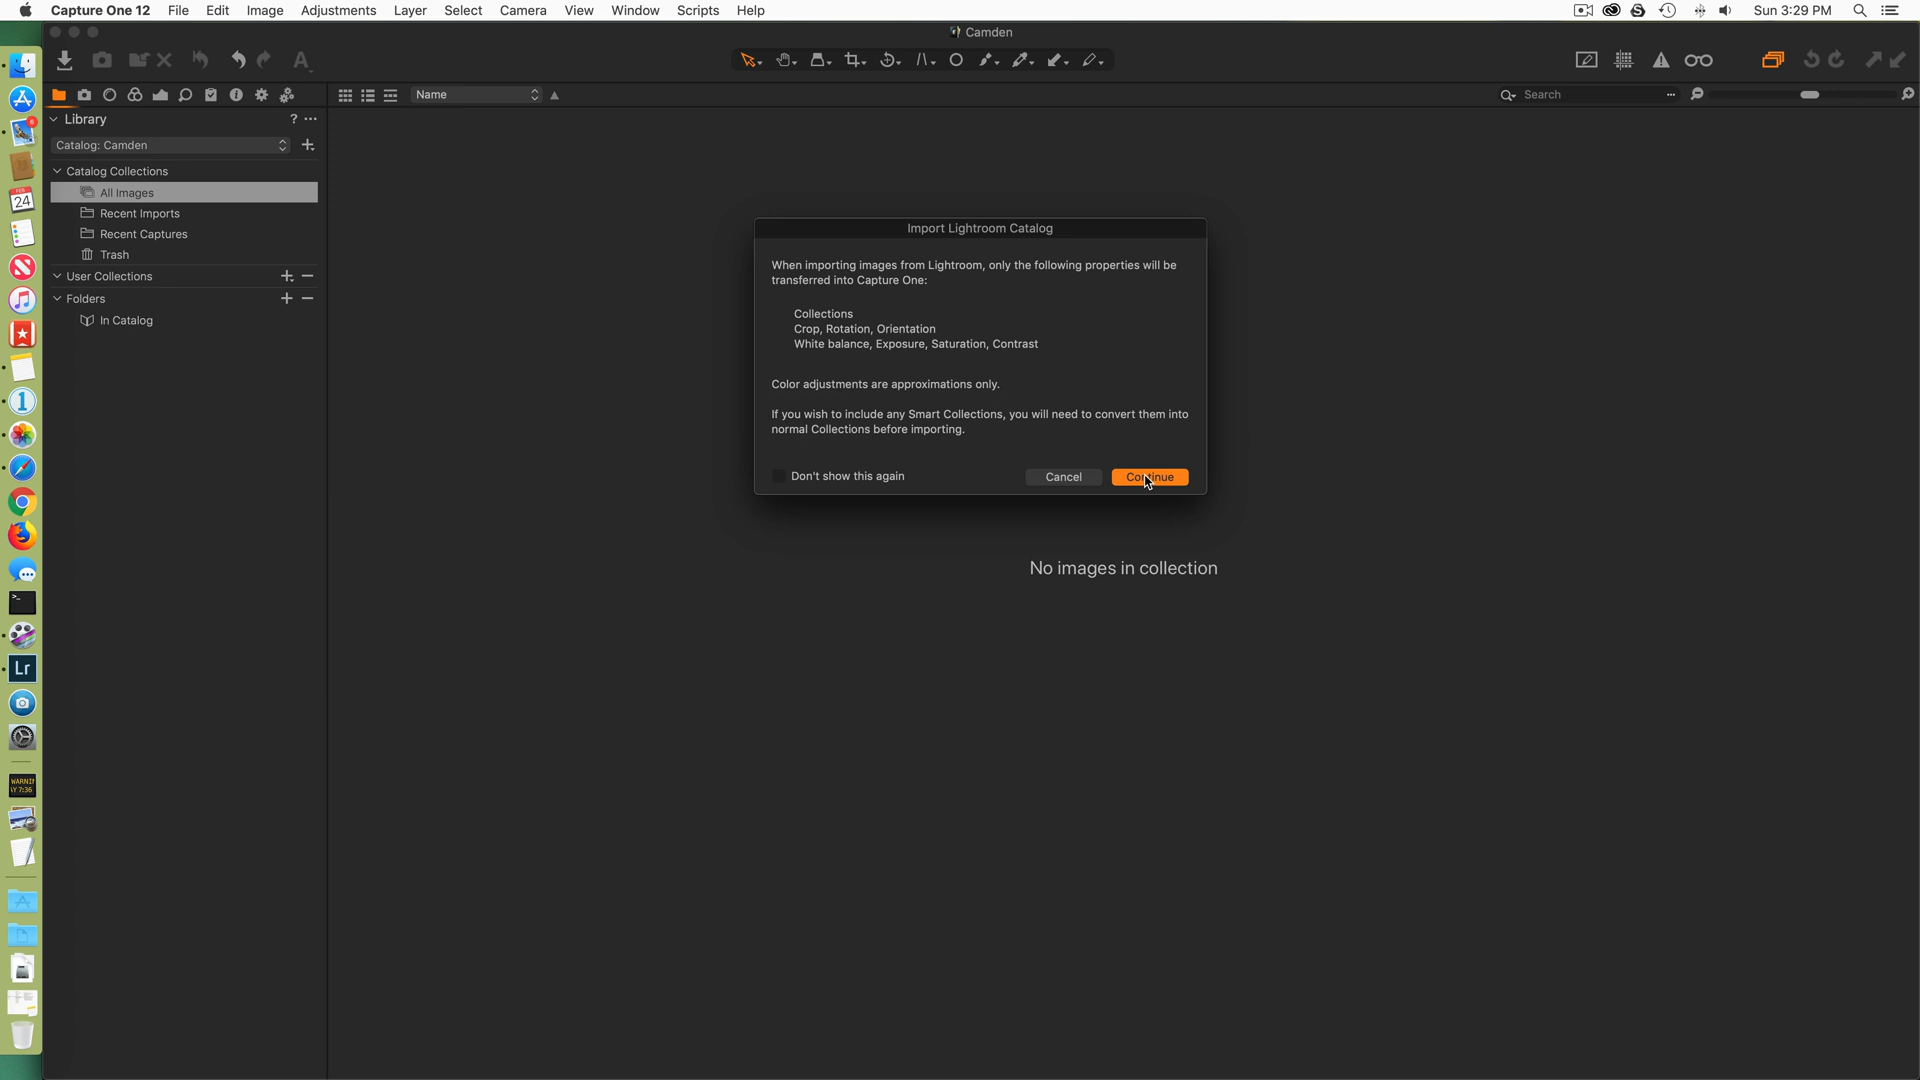 Capture One 12 File Edit Image Adjustments Layer Select Camera View Window Scripts Help Sun 3:29 PM
Camden
Name Search
Library ?
Catalog: Camden
Catalog Collections
All Images
Recent Imports
Recent Captures
Trash
User Collections
Folders
In Catalog
Import Lightroom Catalog
When importing images from Lightroom, only the following properties will be
transferred into Capture One:
Collections
Crop, Rotation, Orientation
White balance, Exposure, Saturation, Contrast
Color adjustments are approximations only.
If you wish to include any Smart Collections, you will need to convert them into
normal Collections before importing.
Don't show this again Cancel Continue
No images in collection
FEB
24
1
Lr
WARNI
Y 7:36